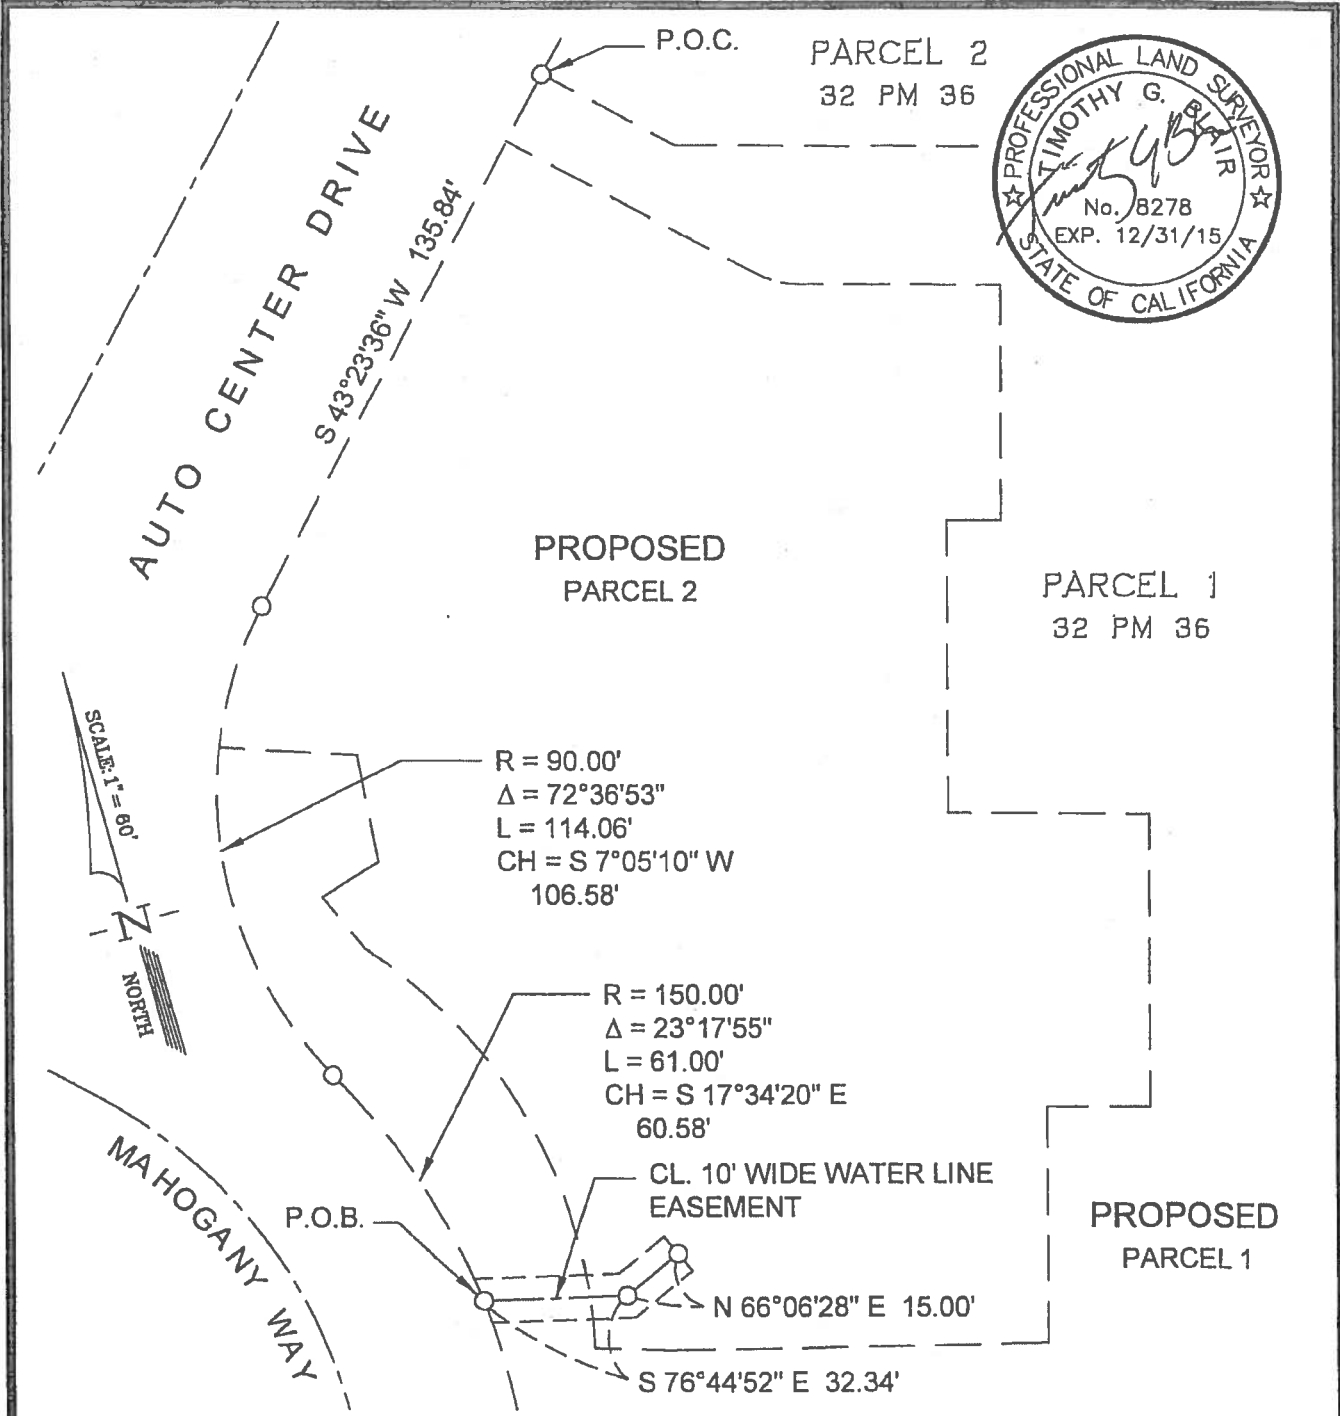 P.O.C.
PARCEL 2
32 PM 36
PROFESSIONAL LAND SURVEYOR
TIMOTHY G. BLAIR
No. 8278
EXP. 12/31/15
STATE OF CALIFORNIA
AUTO CENTER DRIVE
S 43°23'36" W 135.84'
PROPOSED
PARCEL 2
PARCEL 1
32 PM 36
SCALE: 1" = 60'
N
NORTH
R = 90.00'
Δ = 72°36'53"
L = 114.06'
CH = S 7°05'10" W
106.58'
R = 150.00'
Δ = 23°17'55"
L = 61.00'
CH = S 17°34'20" E
60.58'
MAHOGANY WAY
P.O.B.
CL. 10' WIDE WATER LINE
EASEMENT
PROPOSED
PARCEL 1
N 66°06'28" E 15.00'
S 76°44'52" E 32.34'